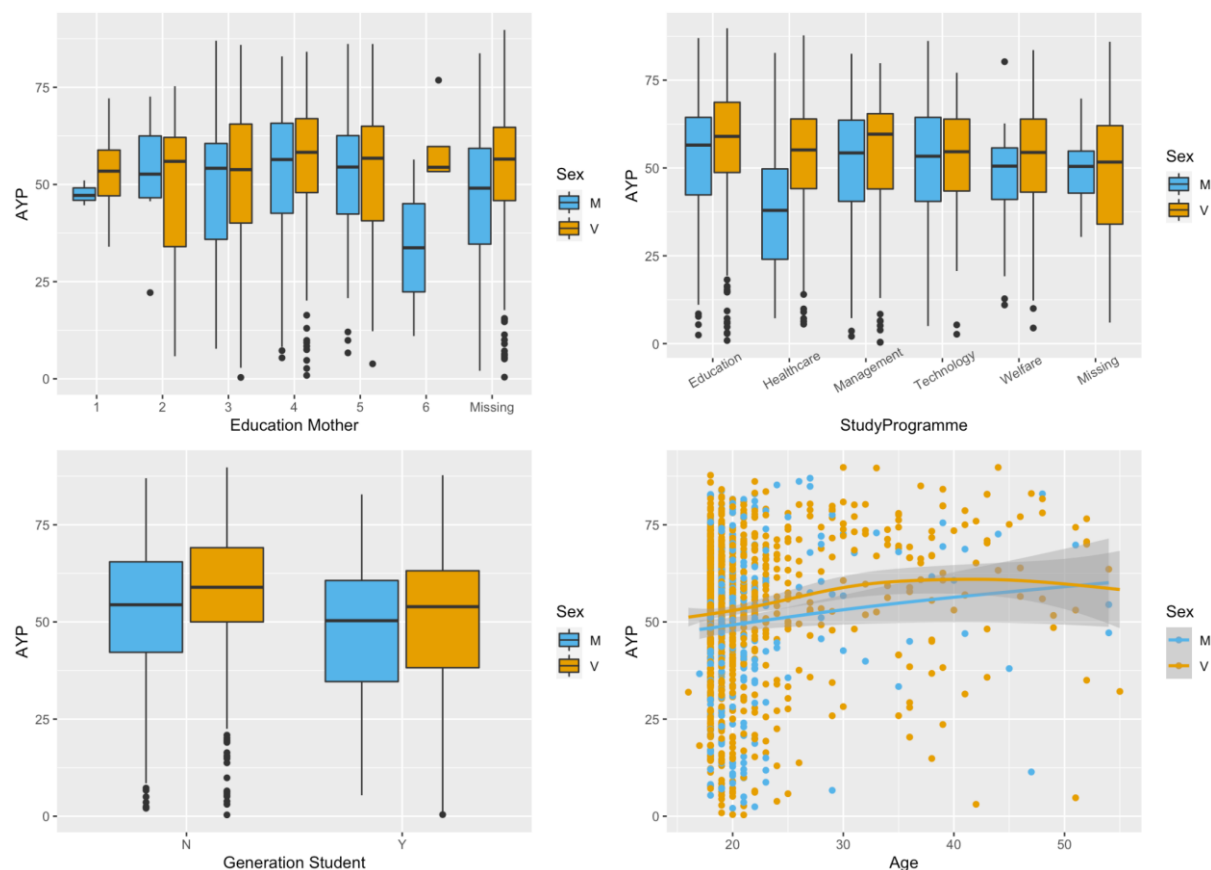 AYP
75
50
25
0
1 2 3 4 5 6 Missing
Education Mother
Sex
M
V
AYP
75
50
25
0
Education Healthcare Management Technology Welfare Missing
StudyProgramme
Sex
M
V
AYP
75
50
25
0
N Y
Generation Student
Sex
M
V
AYP
75
50
25
0
20 30 40 50
Age
Sex
M
V